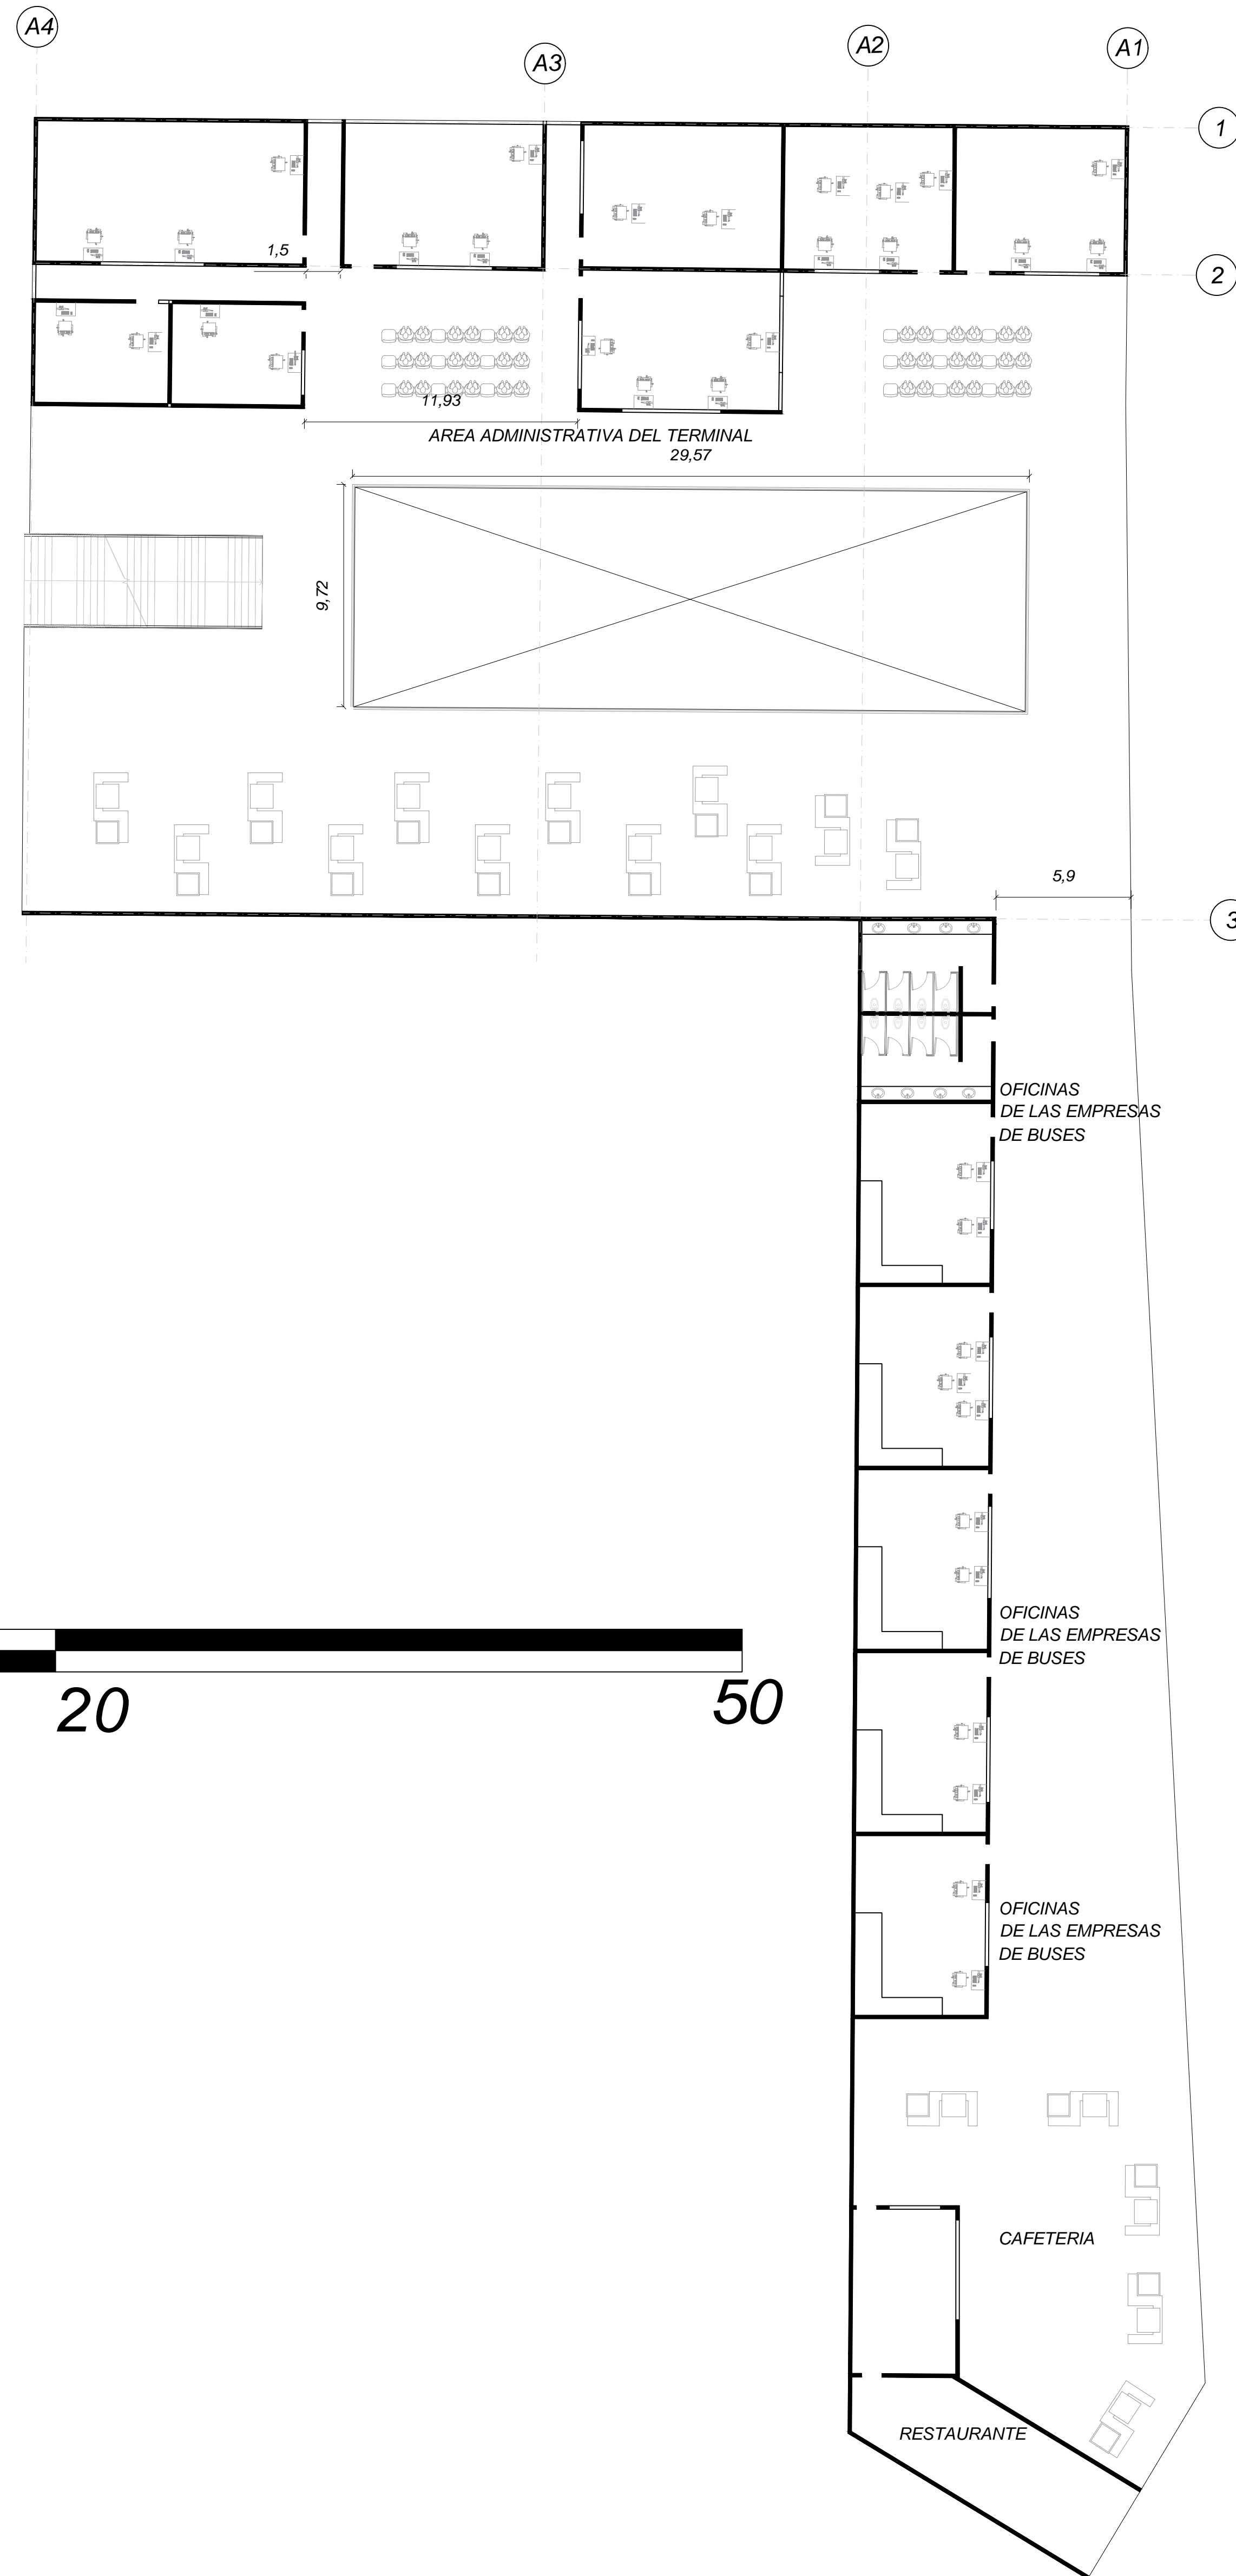 A4
A3
A2
A1
1
1,5
2
11,93
AREA ADMINISTRATIVA DEL TERMINAL
29,57
9,72
5,9
3
OFICINAS
DE LAS EMPRESAS
DE BUSES
OFICINAS
DE LAS EMPRESAS
DE BUSES
20
50
OFICINAS
DE LAS EMPRESAS
DE BUSES
CAFETERIA
RESTAURANTE